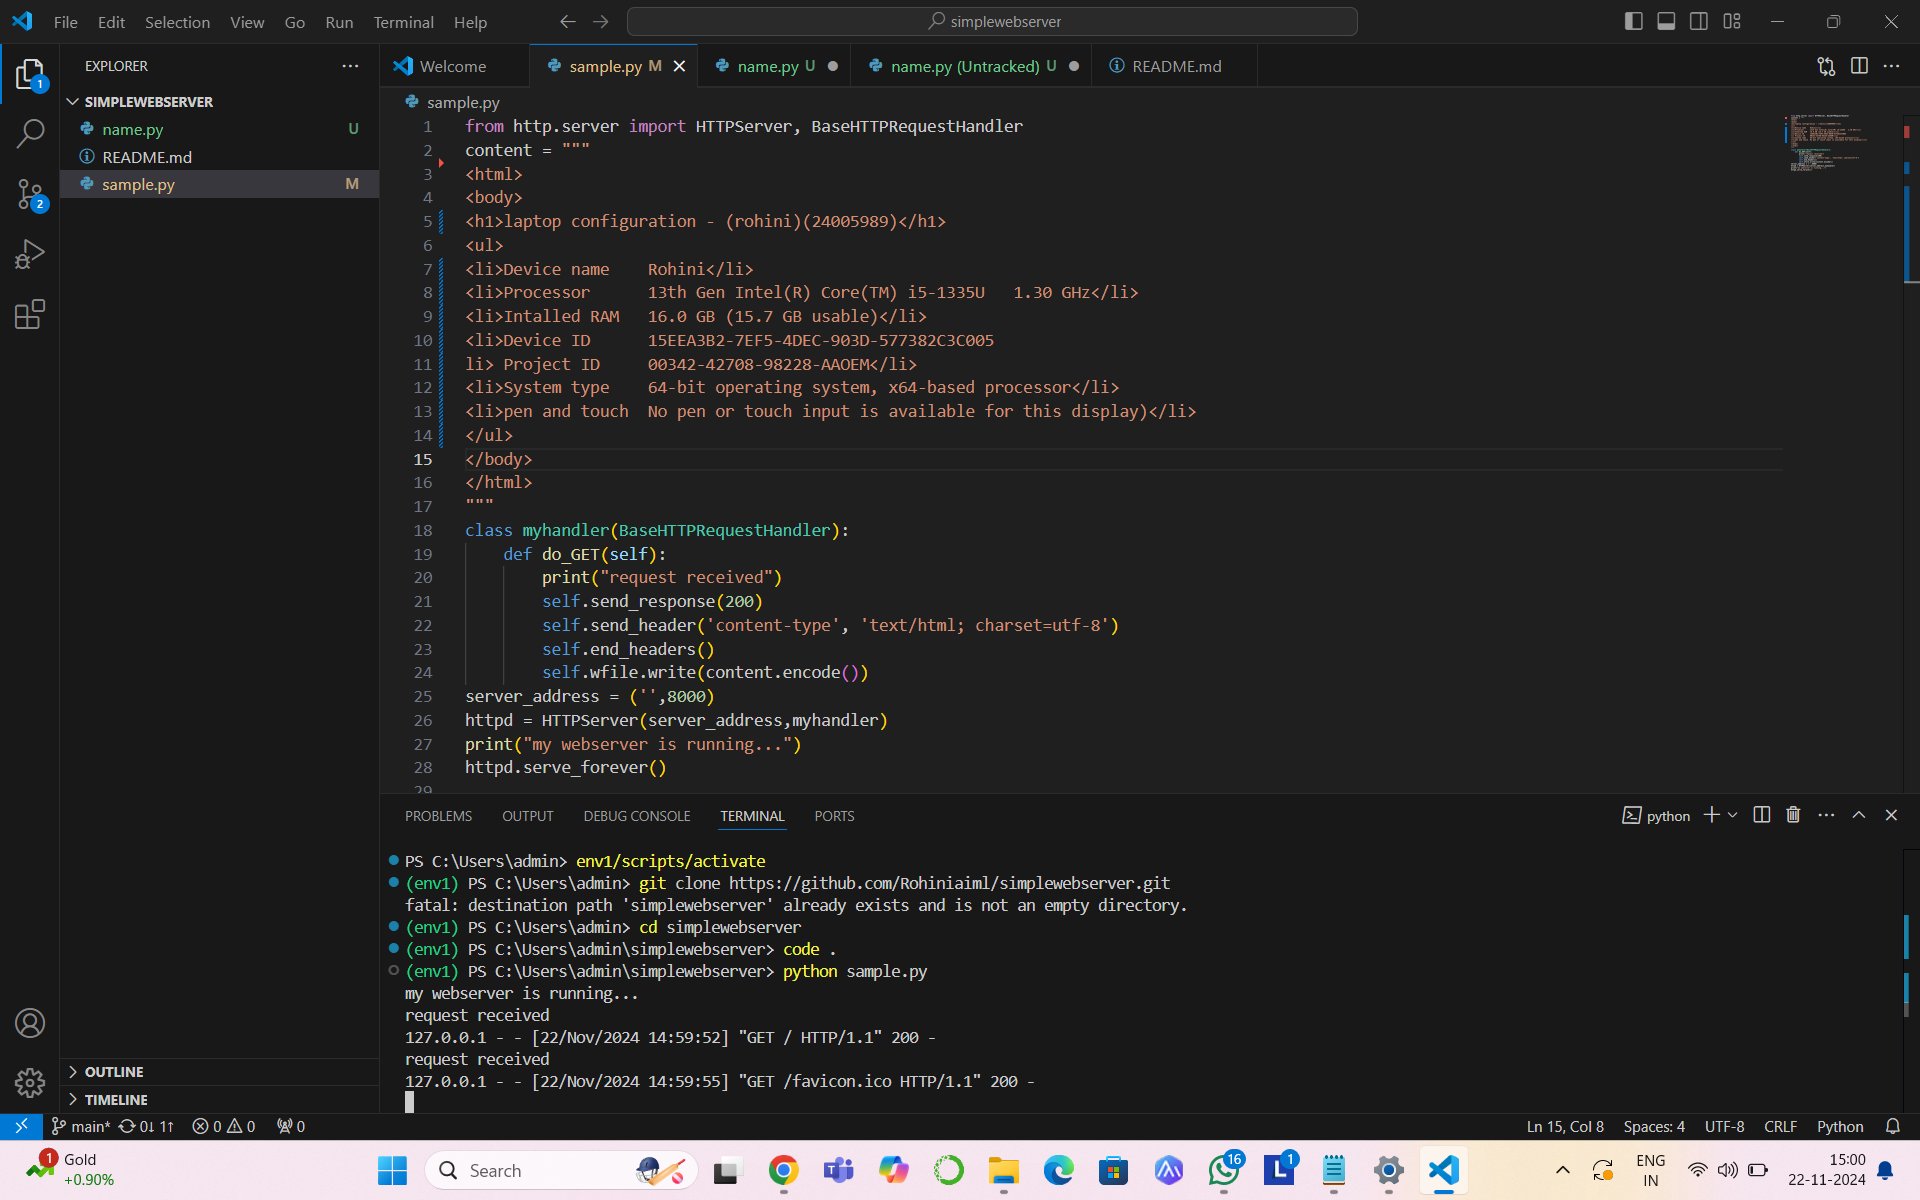 File Edit Selection View Go Run Terminal Help
simplewebserver
EXPLORER
SIMPLEWEBSERVER
name.py U
README.md
sample.py M
OUTLINE
TIMELINE
Welcome
sample.py M
name.py U
name.py (Untracked) U
README.md
sample.py
1 from http.server import HTTPServer, BaseHTTPRequestHandler
2 content = """
3 <html>
4 <body>
5 <h1>laptop configuration - (rohini)(24005989)</h1>
6 <ul>
7 <li>Device name    Rohini</li>
8 <li>Processor      13th Gen Intel(R) Core(TM) i5-1335U   1.30 GHz</li>
9 <li>Intalled RAM   16.0 GB (15.7 GB usable)</li>
10 <li>Device ID      15EEA3B2-7EF5-4DEC-903D-577382C3C005
11 li> Project ID     00342-42708-98228-AAOEM</li>
12 <li>System type    64-bit operating system, x64-based processor</li>
13 <li>pen and touch  No pen or touch input is available for this display)</li>
14 </ul>
15 </body>
16 </html>
17 """
18 class myhandler(BaseHTTPRequestHandler):
19     def do_GET(self):
20         print("request received")
21         self.send_response(200)
22         self.send_header('content-type', 'text/html; charset=utf-8')
23         self.end_headers()
24         self.wfile.write(content.encode())
25 server_address = ('',8000)
26 httpd = HTTPServer(server_address,myhandler)
27 print("my webserver is running...")
28 httpd.serve_forever()
29
PROBLEMS OUTPUT DEBUG CONSOLE TERMINAL PORTS
python
PS C:\Users\admin> env1/scripts/activate
(env1) PS C:\Users\admin> git clone https://github.com/Rohiniaiml/simplewebserver.git
fatal: destination path 'simplewebserver' already exists and is not an empty directory.
(env1) PS C:\Users\admin> cd simplewebserver
(env1) PS C:\Users\admin\simplewebserver> code .
(env1) PS C:\Users\admin\simplewebserver> python sample.py
my webserver is running...
request received
127.0.0.1 - - [22/Nov/2024 14:59:52] "GET / HTTP/1.1" 200 -
request received
127.0.0.1 - - [22/Nov/2024 14:59:55] "GET /favicon.ico HTTP/1.1" 200 -
main* 0↓ 1↑ 0 0 0
Ln 15, Col 8 Spaces: 4 UTF-8 CRLF Python
1
2
1
Gold
+0.90%
Search
16
1
ENG
IN
15:00
22-11-2024